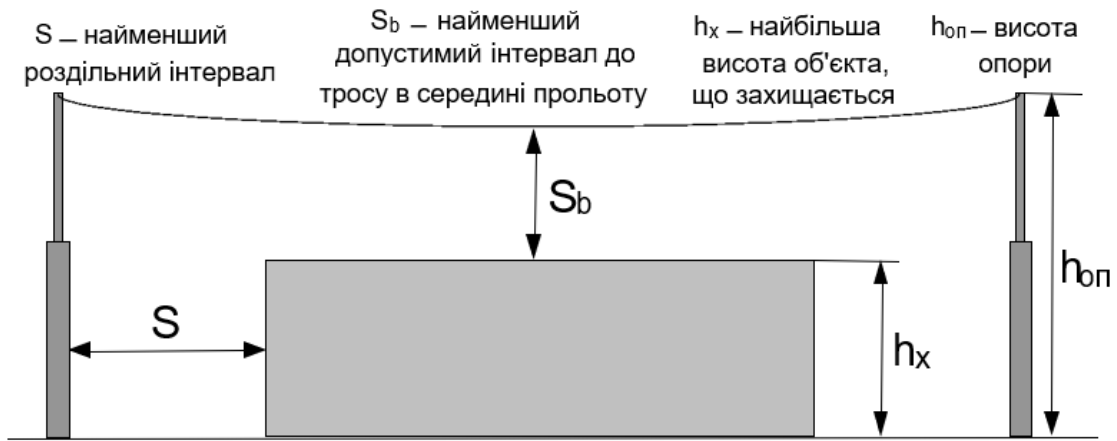 S – найменший
роздільний інтервал
Sb – найменший
допустимий інтервал до
тросу в середині прольоту
hx – найбільша
висота об'єкта,
що захищається
hоп – висота
опори
Sb
S
hx
hоп